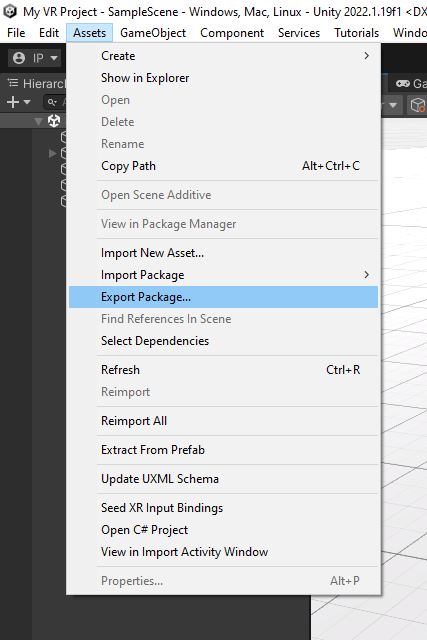 My VR Project - SampleScene - Windows, Mac, Linux - Unity 2022.1.19f1 <DX
File Edit Assets GameObject Component Services Tutorials Windo
IP
Hierarch
Ga
Create
Show in Explorer
Open
Delete
Rename
Copy Path Alt+Ctrl+C
Open Scene Additive
View in Package Manager
Import New Asset...
Import Package
Export Package...
Find References In Scene
Select Dependencies
Refresh Ctrl+R
Reimport
Reimport All
Extract From Prefab
Update UXML Schema
Seed XR Input Bindings
Open C# Project
View in Import Activity Window
Properties... Alt+P